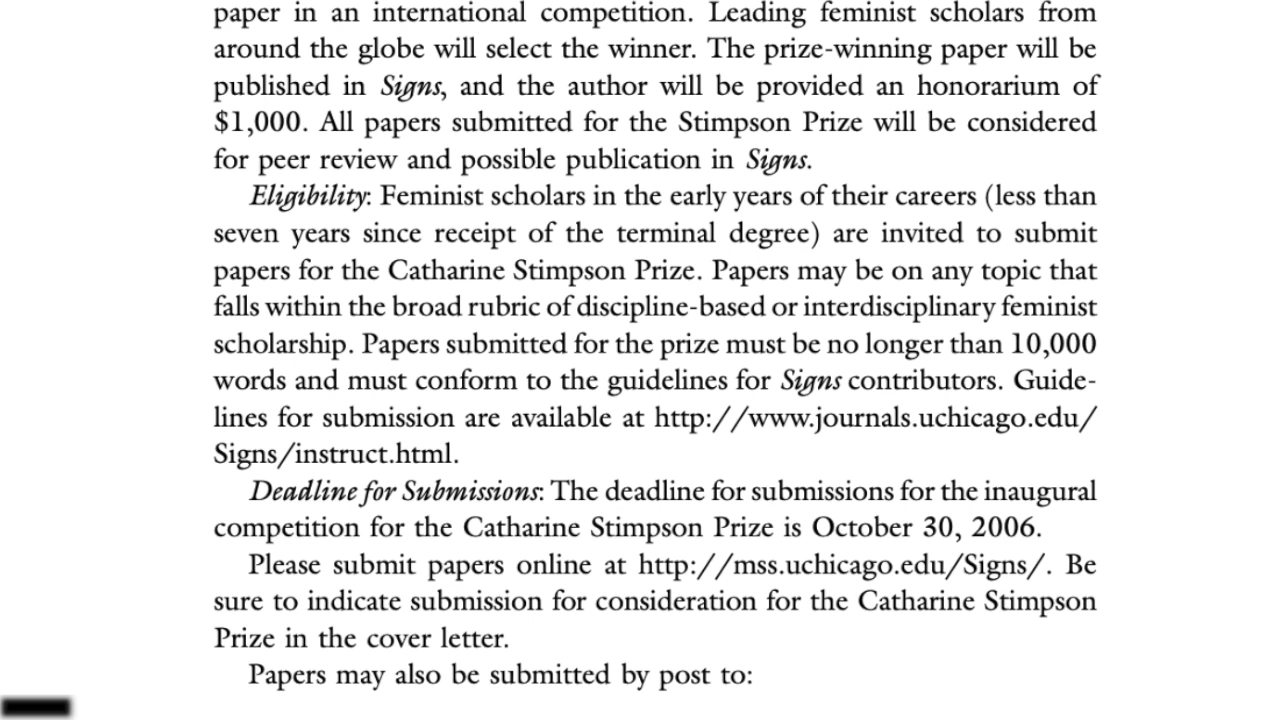 paper in an international competition. Leading feminist scholars from
around the globe will select the winner. The prize-winning paper will be
published in Signs, and the author will be provided an honorarium of
$1,000. All papers submitted for the Stimpson Prize will be considered
for peer review and possible publication in Signs.
Eligibility: Feminist scholars in the early years of their careers (less than
seven years since receipt of the terminal degree) are invited to submit
papers for the Catharine Stimpson Prize. Papers may be on any topic that
falls within the broad rubric of discipline-based or interdisciplinary feminist
scholarship. Papers submitted for the prize must be no longer than 10,000
words and must conform to the guidelines for Signs contributors. Guide-
lines for submission are available at http://www.journals.uchicago.edu/
Signs/instruct.html.
Deadline for Submissions: The deadline for submissions for the inaugural
competition for the Catharine Stimpson Prize is October 30, 2006.
Please submit papers online at http://mss.uchicago.edu/Signs/. Be
sure to indicate submission for consideration for the Catharine Stimpson
Prize in the cover letter.
Papers may also be submitted by post to: